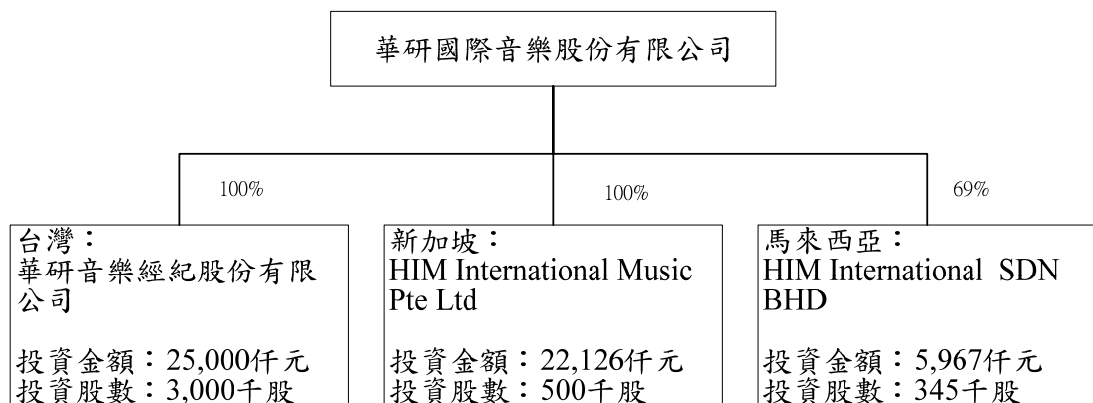 華研國際音樂股份有限公司
100%
100%
69%
台灣：
華研音樂經紀股份有限
公司
投資金額：25,000仟元
投資股數：3,000千股
新加坡：
HIM International Music
Pte Ltd
投資金額：22,126仟元
投資股數：500千股
馬來西亞：
HIM International SDN
BHD
投資金額：5,967仟元
投資股數：345千股